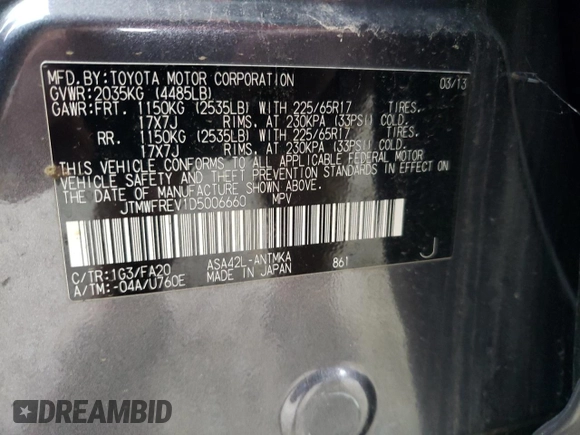 MFD. BY: TOYOTA MOTOR CORPORATION 03/13
GVWR: 2035KG (4485LB)
GAWR: FRT. 1150KG (2535LB) WITH 225/65R17 TIRES.
17X7J RIMS. AT 230KPA (33PSI) COLD.
RR. 1150KG (2535LB) WITH 225/65R17 TIRES.
17X7J RIMS. AT 230KPA (33PSI) COLD.
THIS VEHICLE CONFORMS TO ALL APPLICABLE FEDERAL MOTOR
VEHICLE SAFETY AND THEFT PREVENTION STANDARDS IN EFFECT ON
THE DATE OF MANUFACTURE SHOWN ABOVE.
JTMWFREV1D5006660 MPV
J
C/TR: 1G3/FA20 ASA42L-ANTMKA 861
A/TM: -04A/U760E MADE IN JAPAN
DREAMBID